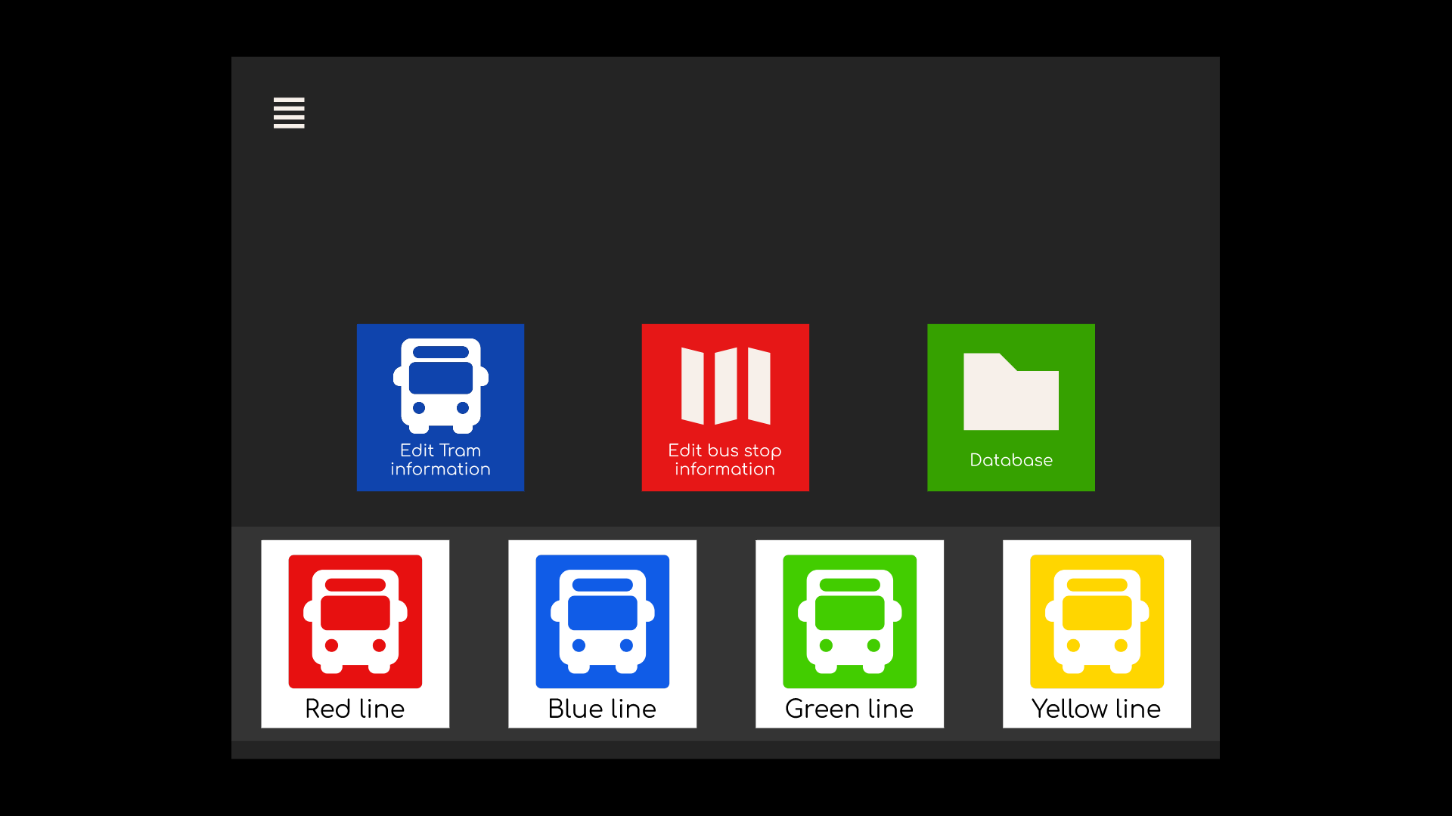 Edit Tram
information
Edit bus stop
information
Database
Red line
Blue line
Green line
Yellow line